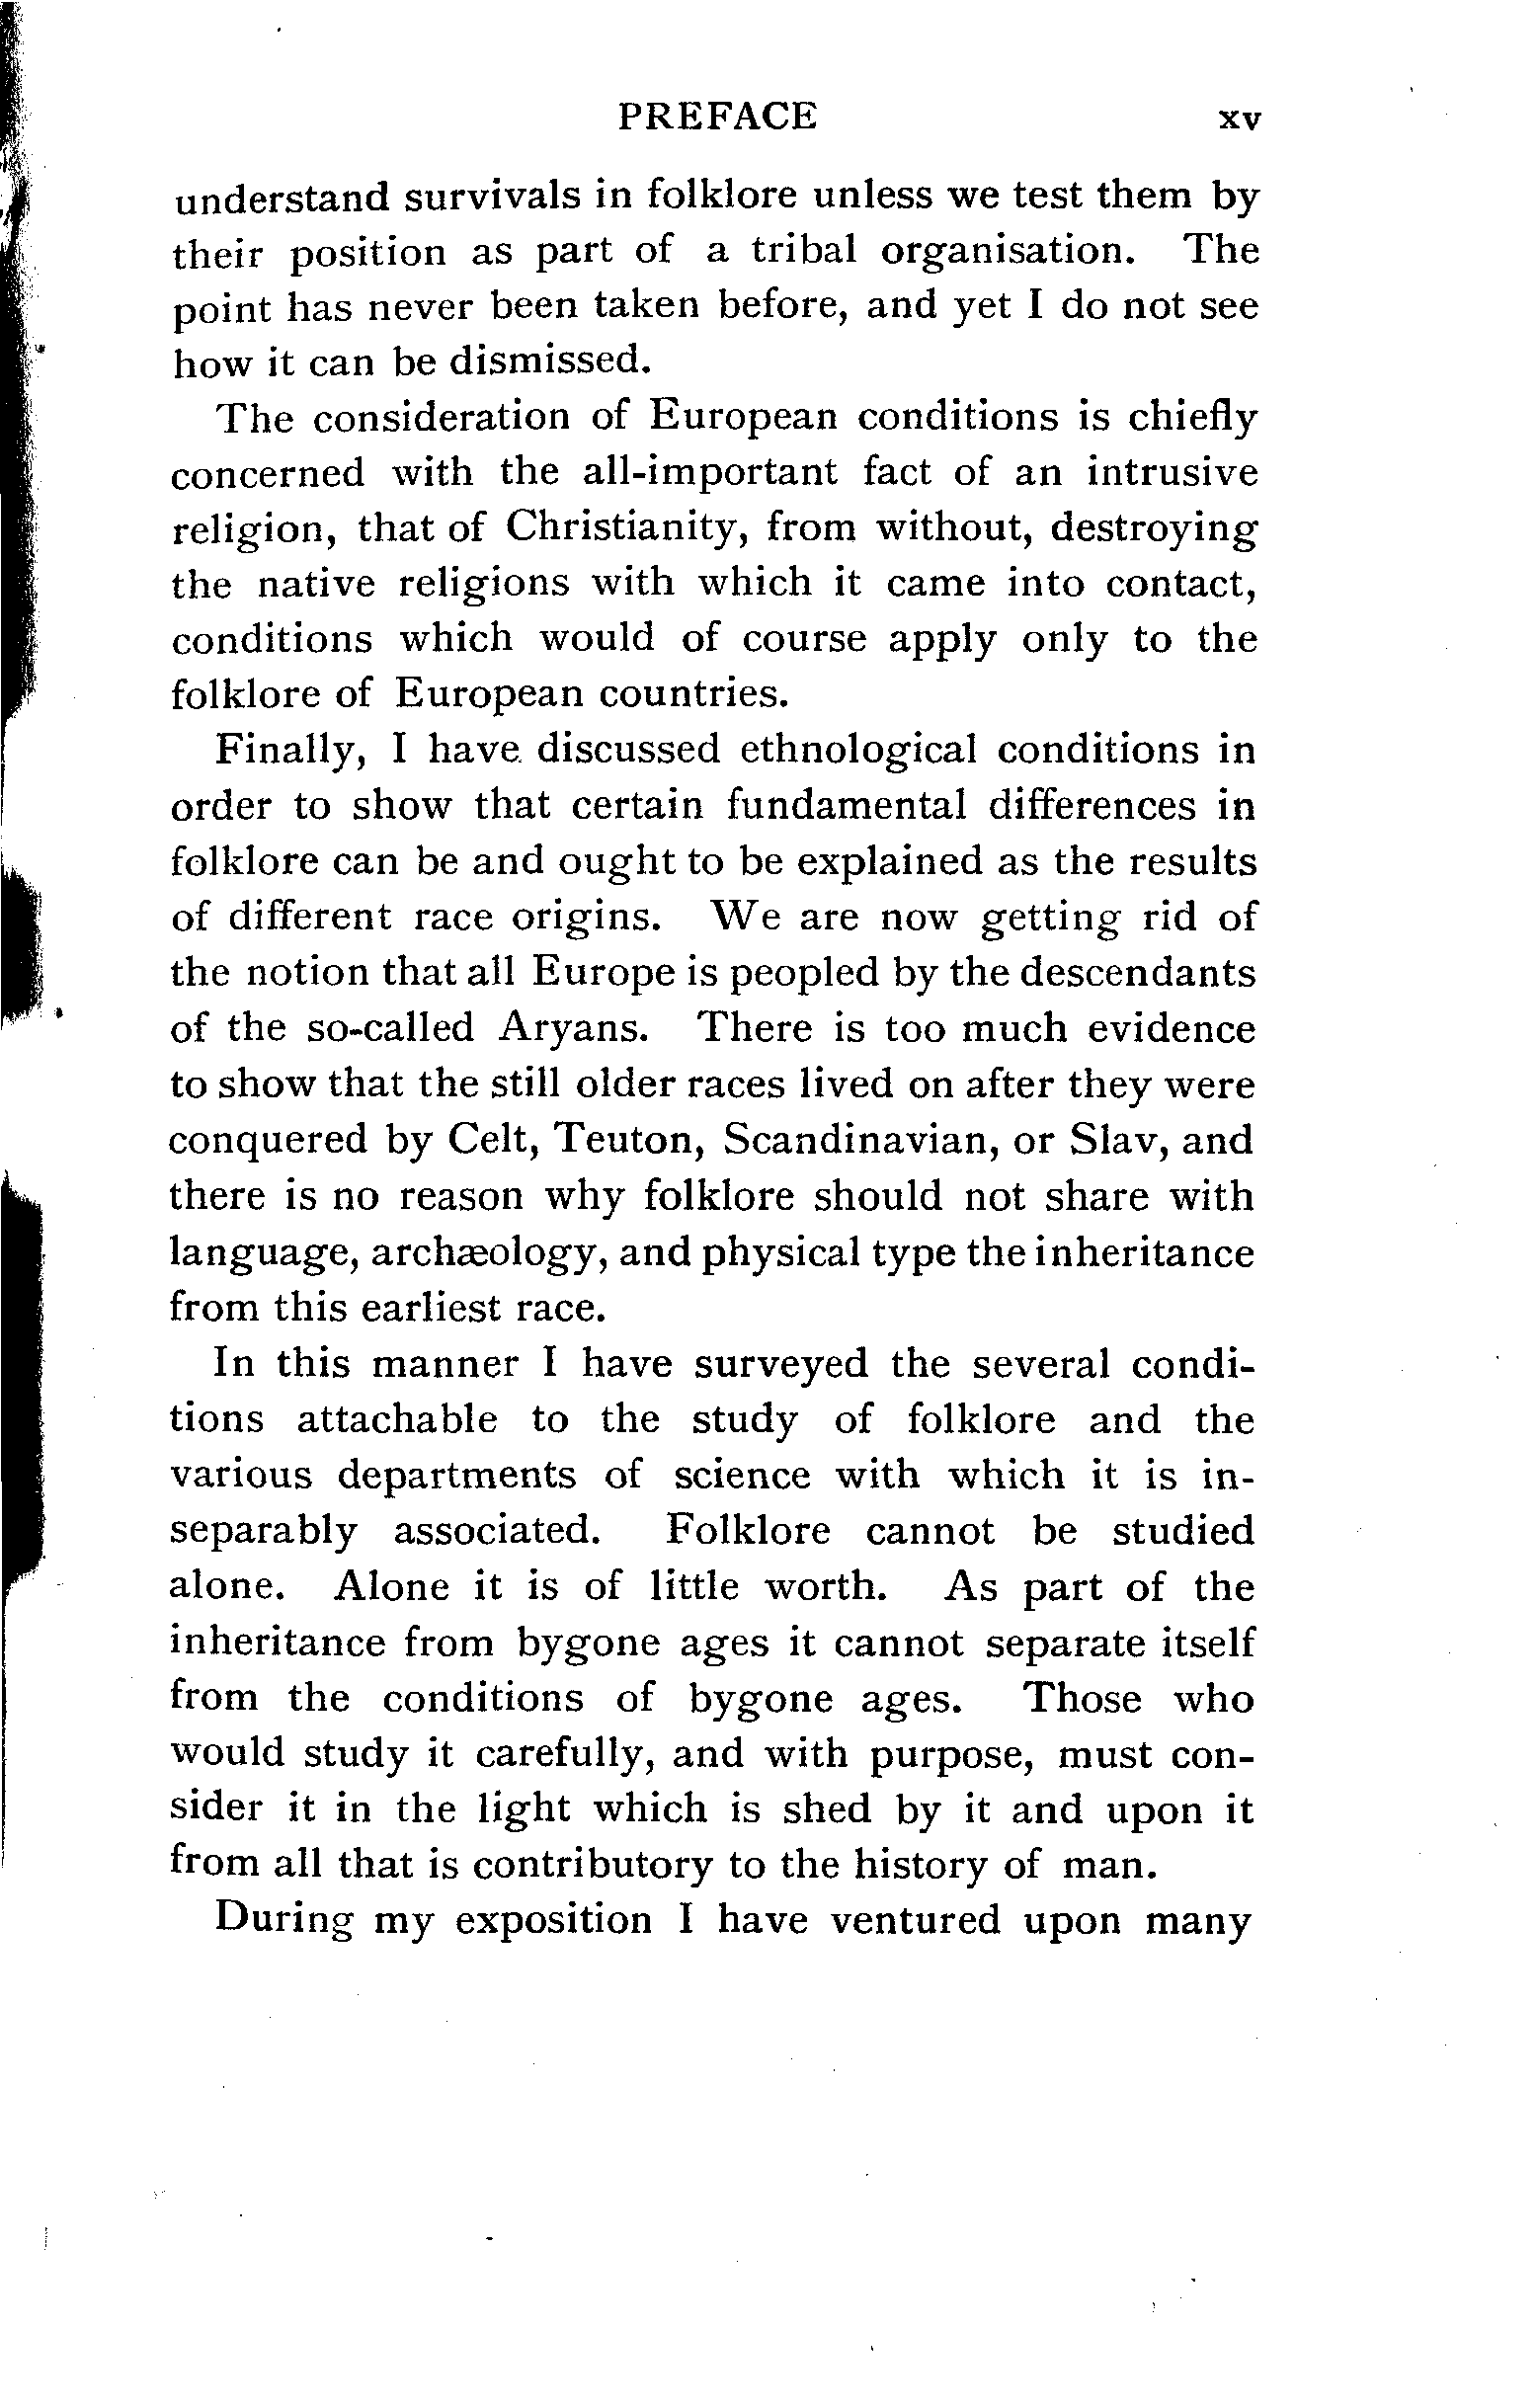 PREFACE xv
understand survivals in folklore unless we test them by
their position as part of a tribal organisation. The
point has never been taken before, and yet I do not see
how it can be dismissed.
The consideration of European conditions is chiefly
concerned with the all-important fact of an intrusive
religion, that of Christianity, from without, destroying
the native religions with which it came into contact,
conditions which would of course apply only to the
folklore of European countries.
Finally, I have discussed ethnological conditions in
order to show that certain fundamental differences in
folklore can be and ought to be explained as the results
of different race origins. We are now getting rid of
the notion that all Europe is peopled by the descendants
of the so-called Aryans. There is too much evidence
to show that the still older races lived on after they were
conquered by Celt, Teuton, Scandinavian, or Slav, and
there is no reason why folklore should not share with
language, archæology, and physical type the inheritance
from this earliest race.
In this manner I have surveyed the several condi-
tions attachable to the study of folklore and the
various departments of science with which it is in-
separably associated. Folklore cannot be studied
alone. Alone it is of little worth. As part of the
inheritance from bygone ages it cannot separate itself
from the conditions of bygone ages. Those who
would study it carefully, and with purpose, must con-
sider it in the light which is shed by it and upon it
from all that is contributory to the history of man.
During my exposition I have ventured upon many